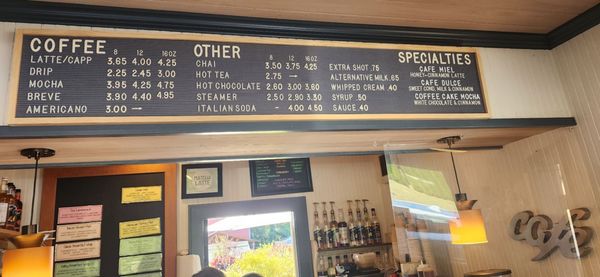 COFFEE 8 12 16OZ
LATTE/CAPP 3.65 4.00 4.25
DRIP 2.25 2.45 3.00
MOCHA 3.95 4.25 4.75
BREVE 3.90 4.40 4.95
AMERICANO 3.00 →
OTHER 8 12 16OZ
CHAI 3.50 3.75 4.25
HOT TEA 2.75 →
HOT CHOCOLATE 2.60 3.00 3.60
STEAMER 2.50 2.90 3.30
ITALIAN SODA - 4.00 4.50
EXTRA SHOT .75
ALTERNATIVE MILK .65
WHIPPED CREAM .40
SYRUP .50
SAUCE .40
SPECIALTIES
CAFE MIEL
HONEY-CINNAMON LATTE
CAFE DULCE
SWEET COND. MILK & CINNAMON
COFFEE CAKE MOCHA
WHITE CHOCOLATE & CINNAMON
LATTE